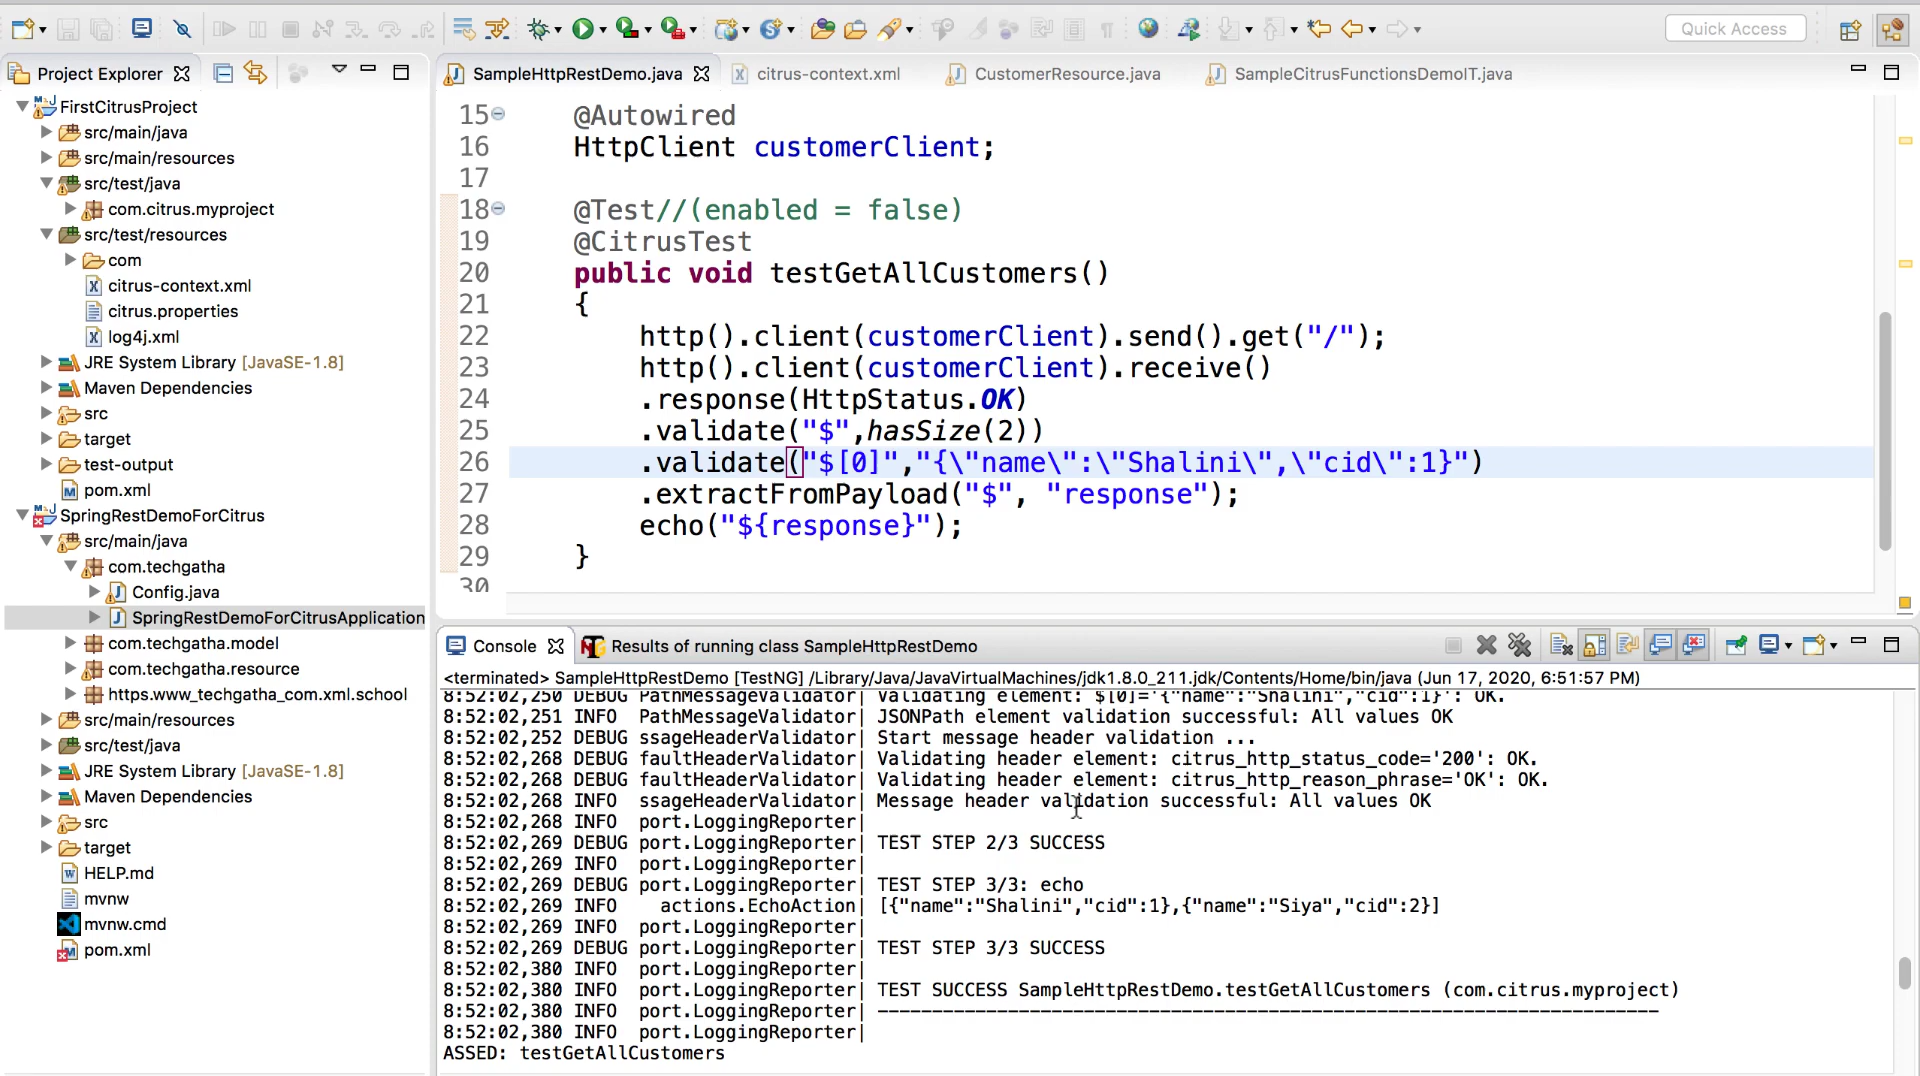 Quick Access
Project Explorer
SampleHttpRestDemo.java
citrus-context.xml
CustomerResource.java
SampleCitrusFunctionsDemoIT.java
FirstCitrusProject
src/main/java
src/main/resources
src/test/java
com.citrus.myproject
src/test/resources
com
citrus-context.xml
citrus.properties
log4j.xml
JRE System Library [JavaSE-1.8]
Maven Dependencies
src
target
test-output
pom.xml
SpringRestDemoForCitrus
src/main/java
com.techgatha
Config.java
SpringRestDemoForCitrusApplication
com.techgatha.model
com.techgatha.resource
https.www_techgatha_com.xml.school
src/main/resources
src/test/java
JRE System Library [JavaSE-1.8]
Maven Dependencies
src
target
HELP.md
mvnw
mvnw.cmd
pom.xml
15 @Autowired
16 HttpClient customerClient;
17
18 @Test//(enabled = false)
19 @CitrusTest
20 public void testGetAllCustomers()
21 {
22 http().client(customerClient).send().get("/");
23 http().client(customerClient).receive()
24 .response(HttpStatus.OK)
25 .validate("$",hasSize(2))
26 .validate("$[0]","{\"name\":\"Shalini\",\"cid\":1}")
27 .extractFromPayload("$", "response");
28 echo("${response}");
29 }
30
Console
Results of running class SampleHttpRestDemo
<terminated> SampleHttpRestDemo [TestNG] /Library/Java/JavaVirtualMachines/jdk1.8.0_211.jdk/Contents/Home/bin/java (Jun 17, 2020, 6:51:57 PM)
8:52:02,250 DEBUG PathMessageValidator| Validating element: $[0]='{"name":"Shalini","cid":1}': OK.
8:52:02,251 INFO PathMessageValidator| JSONPath element validation successful: All values OK
8:52:02,252 DEBUG ssageHeaderValidator| Start message header validation ...
8:52:02,268 DEBUG faultHeaderValidator| Validating header element: citrus_http_status_code='200': OK.
8:52:02,268 DEBUG faultHeaderValidator| Validating header element: citrus_http_reason_phrase='OK': OK.
8:52:02,268 INFO ssageHeaderValidator| Message header validation successful: All values OK
8:52:02,268 INFO port.LoggingReporter|
8:52:02,269 DEBUG port.LoggingReporter| TEST STEP 2/3 SUCCESS
8:52:02,269 INFO port.LoggingReporter|
8:52:02,269 DEBUG port.LoggingReporter| TEST STEP 3/3: echo
8:52:02,269 INFO actions.EchoAction| [{"name":"Shalini","cid":1},{"name":"Siya","cid":2}]
8:52:02,269 INFO port.LoggingReporter|
8:52:02,269 DEBUG port.LoggingReporter| TEST STEP 3/3 SUCCESS
8:52:02,380 INFO port.LoggingReporter|
8:52:02,380 INFO port.LoggingReporter| TEST SUCCESS SampleHttpRestDemo.testGetAllCustomers (com.citrus.myproject)
8:52:02,380 INFO port.LoggingReporter| ------------------------------------------------------------------------
8:52:02,380 INFO port.LoggingReporter|
ASSED: testGetAllCustomers